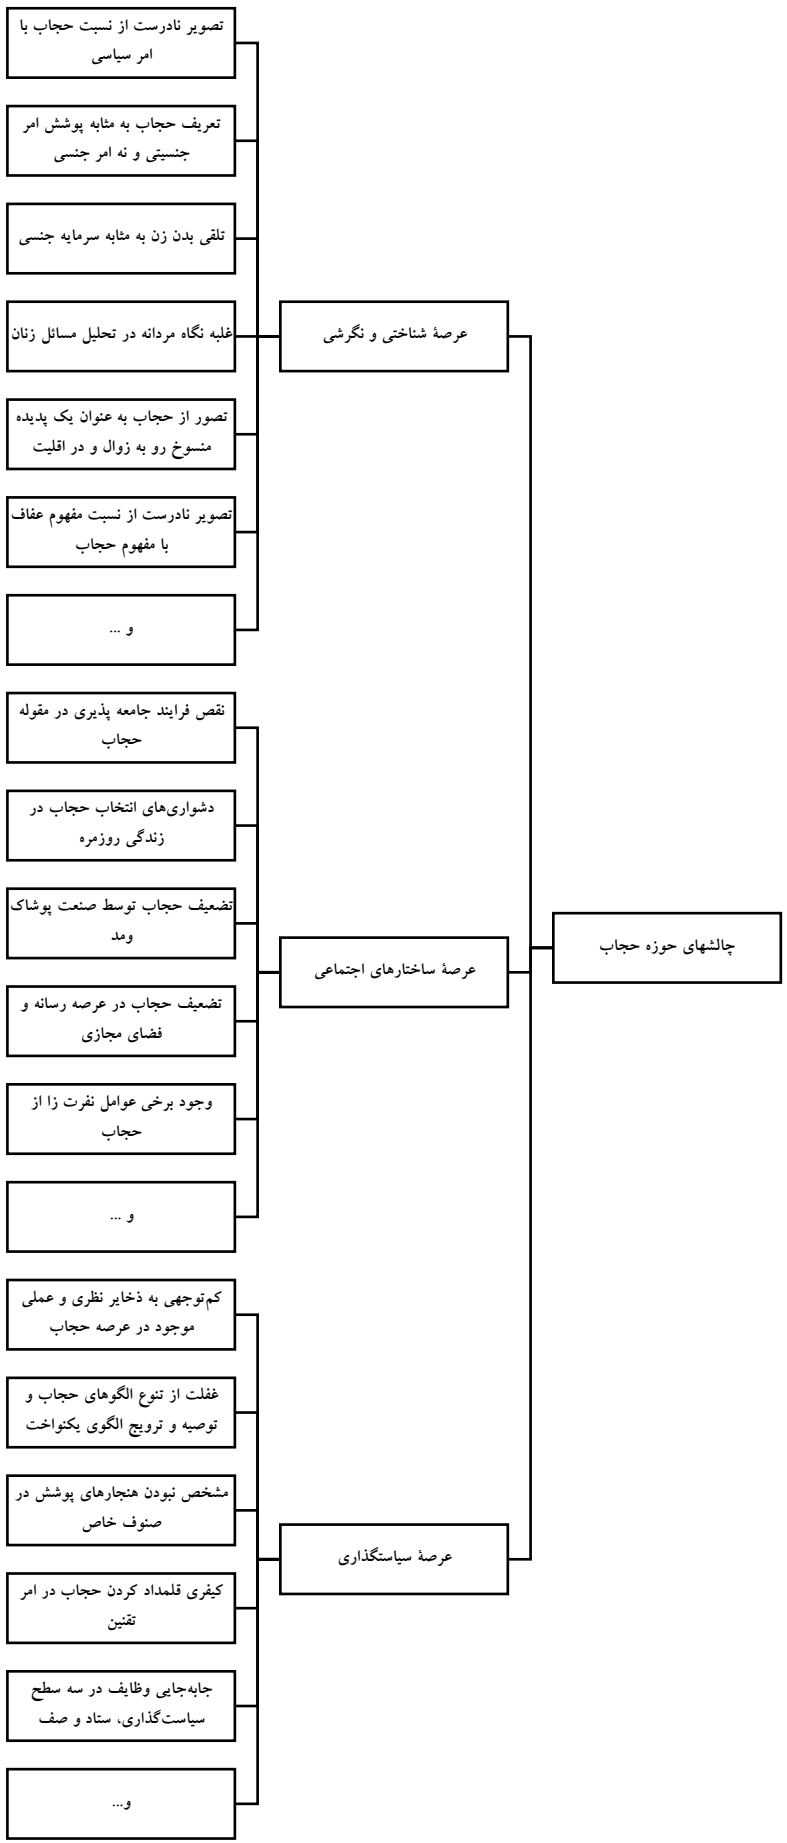 چالشهای حوزه حجاب
عرصۀ شناختی و نگرشی
تصویر نادرست از نسبت حجاب با
امر سیاسی
تعریف حجاب به مثابه پوشش امر
جنسیتی و نه امر جنسی
تلقی بدن زن به مثابه سرمایه جنسی
غلبه نگاه مردانه در تحلیل مسائل زنان
تصور از حجاب به عنوان یک پدیده
منسوخ رو به زوال و در اقلیت
تصویر نادرست از نسبت مفهوم عفاف
با مفهوم حجاب
و ...
عرصۀ ساختارهای اجتماعی
نقص فرایند جامعه پذیری در مقوله
حجاب
دشواری‌های انتخاب حجاب در
زندگی روزمره
تضعیف حجاب توسط صنعت پوشاک
ومد
تضعیف حجاب در عرصه رسانه و
فضای مجازی
وجود برخی عوامل نفرت زا از
حجاب
و ...
عرصۀ سیاستگذاری
کم‌توجهی به ذخایر نظری و عملی
موجود در عرصه حجاب
غفلت از تنوع الگوهای حجاب و
توصیه و ترویج الگوی یکنواخت
مشخص نبودن هنجارهای پوشش در
صنوف خاص
کیفری قلمداد کردن حجاب در امر
تقنین
جابه‌جایی وظایف در سه سطح
سیاست‌گذاری، ستاد و صف
و...